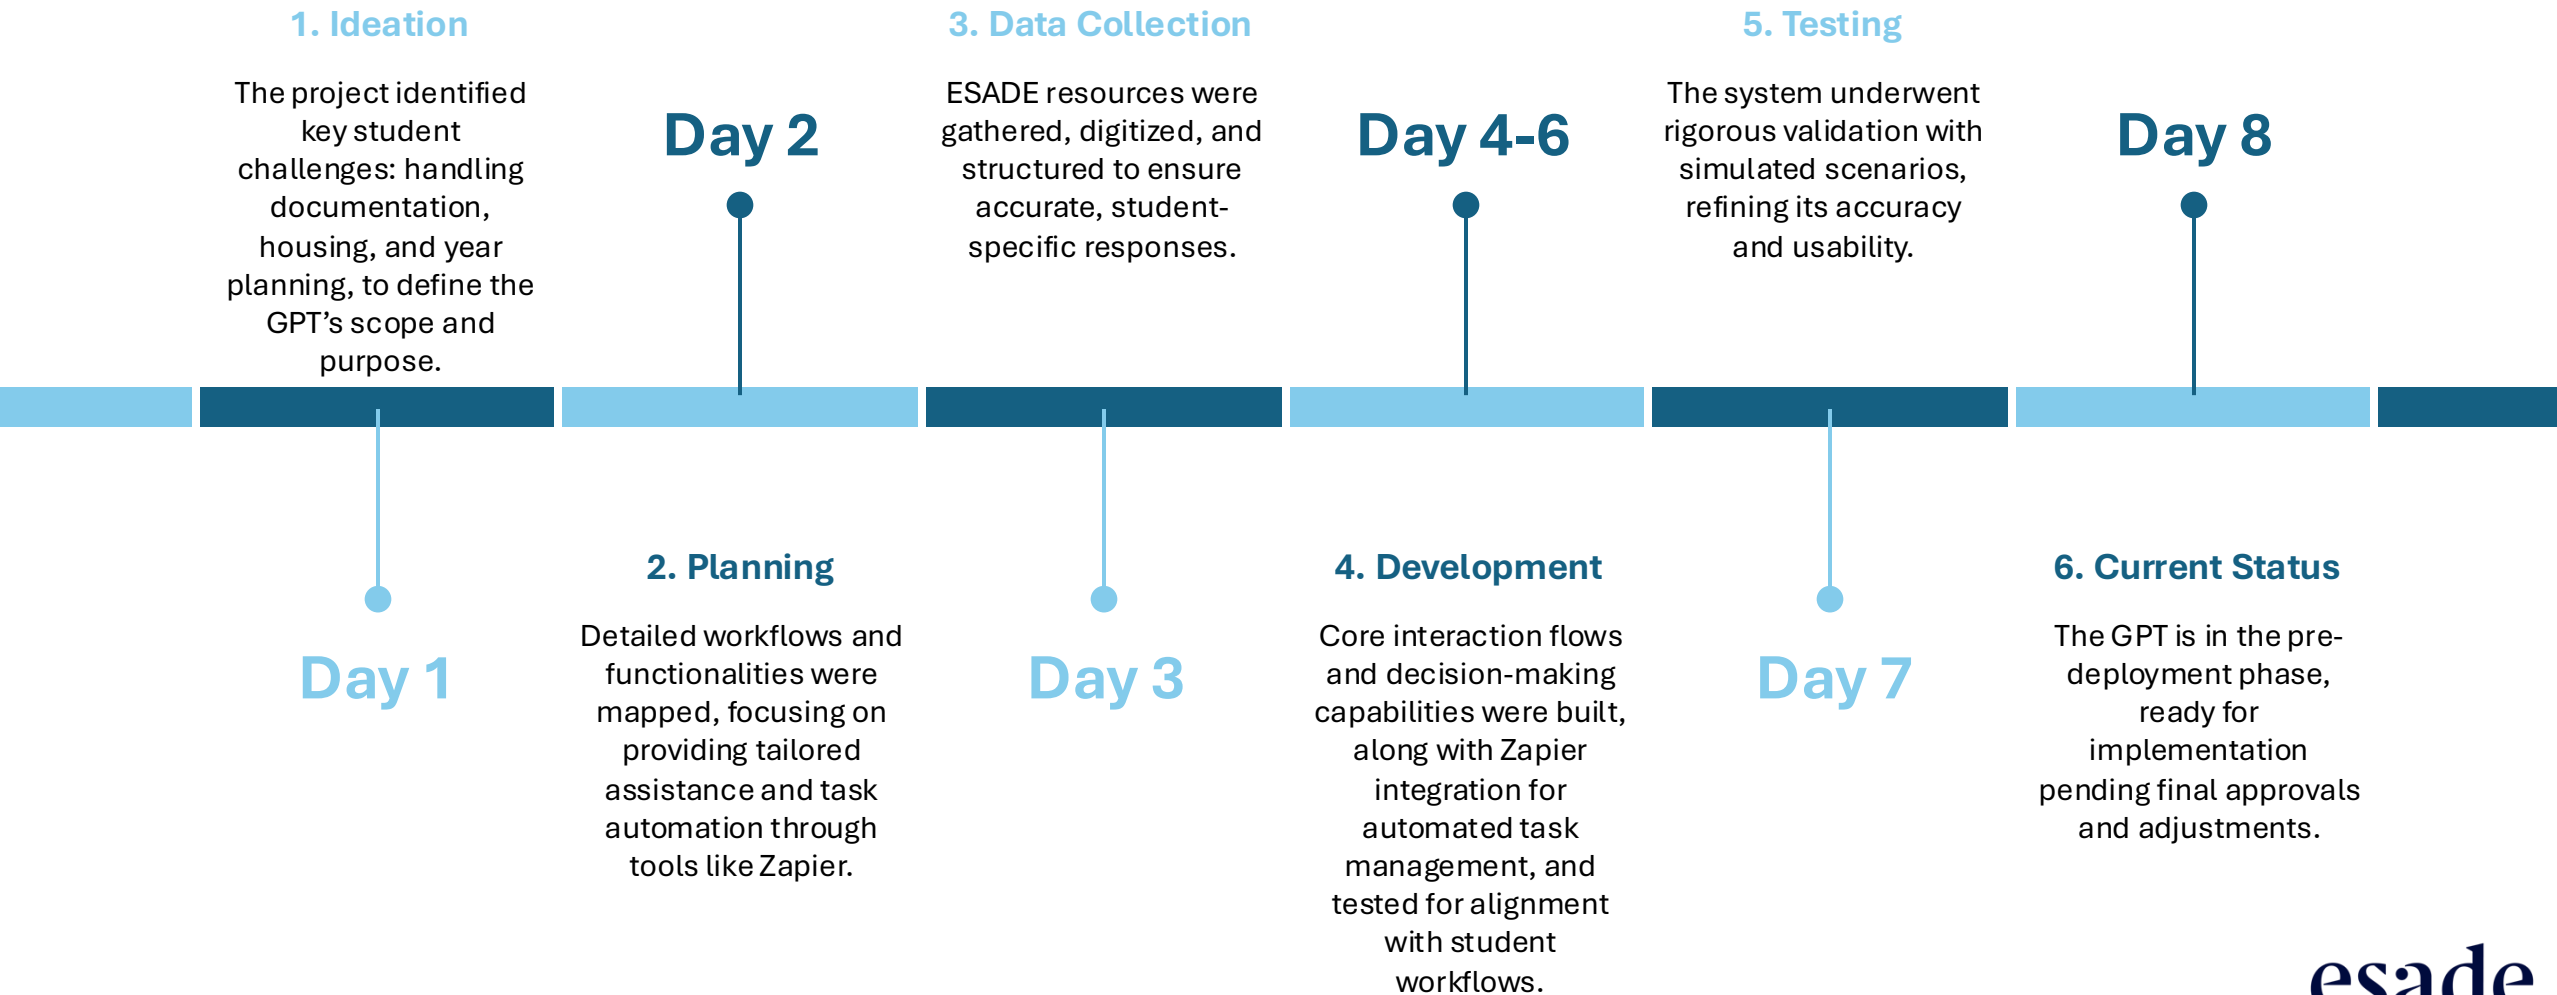 1. Ideation
The project identified
key student
challenges: handling
documentation,
housing, and year
planning, to define the
GPT’s scope and
purpose.
Day 1
Day 2
2. Planning
Detailed workflows and
functionalities were
mapped, focusing on
providing tailored
assistance and task
automation through
tools like Zapier.
3. Data Collection
ESADE resources were
gathered, digitized, and
structured to ensure
accurate, student-
specific responses.
Day 3
Day 4-6
4. Development
Core interaction flows
and decision-making
capabilities were built,
along with Zapier
integration for
automated task
management, and
tested for alignment
with student
workflows.
5. Testing
The system underwent
rigorous validation with
simulated scenarios,
refining its accuracy
and usability.
Day 7
Day 8
6. Current Status
The GPT is in the pre-
deployment phase,
ready for
implementation
pending final approvals
and adjustments.
esade